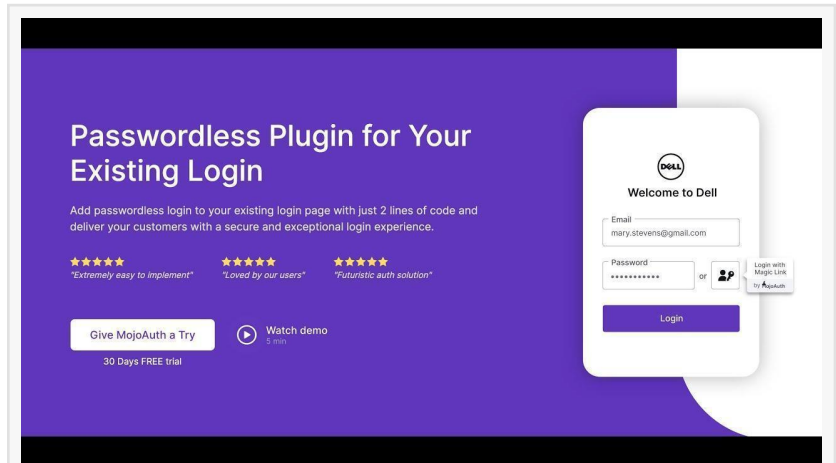 Passwordless Plugin for Your
Existing Login
Add passwordless login to your existing login page with just 2 lines of code and
deliver your customers with a secure and exceptional login experience.
"Extremely easy to implement"
"Loved by our users"
"Futuristic auth solution"
Give MojoAuth a Try
30 Days FREE trial
Watch demo
5 min
DELL
Welcome to Dell
Email
mary.stevens@gmail.com
Password
or
Login with
Magic Link
by MojoAuth
Login